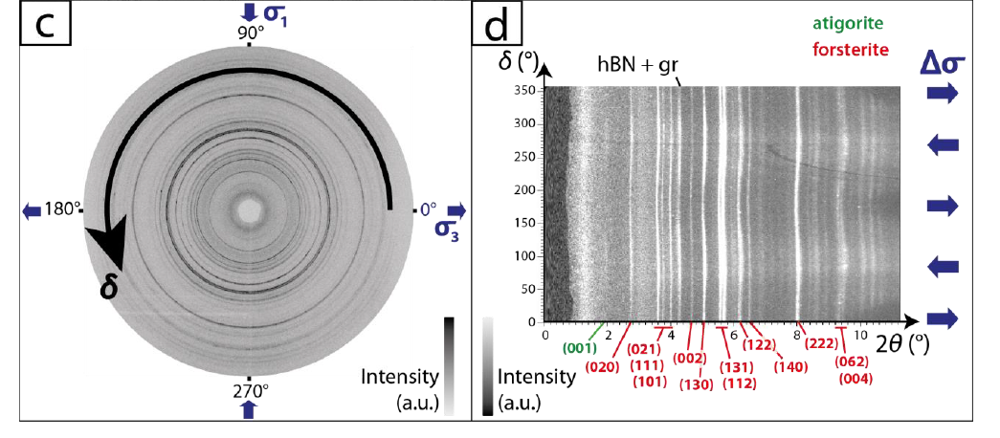 c
σ1
90°
180°
0°
σ3
δ
270°
Intensity
(a.u.)
d
atigorite
forsterite
δ (°)
hBN + gr
Δσ
350
300
250
200
150
100
50
0
0 2 4 6 8 10
2θ (°)
(001)
(020)
(021)
(111)
(101)
(002)
(130)
(131)
(112)
(122)
(140)
(222)
(062)
(004)
Intensity
(a.u.)